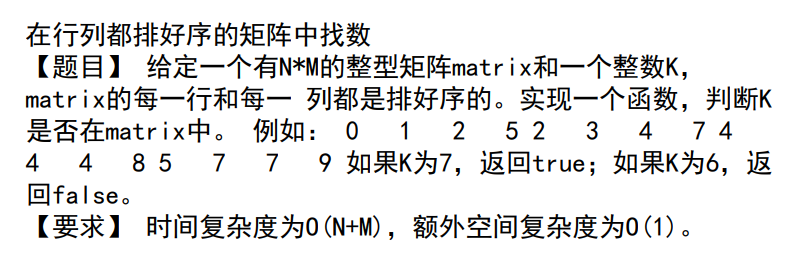 在行列都排好序的矩阵中找数
【题目】 给定一个有N*M的整型矩阵matrix和一个整数K，
matrix的每一行和每一 列都是排好序的。实现一个函数，判断K
是否在matrix中。 例如： 0 1 2 5 2 3 4 7 4
4 4 8 5 7 7 9 如果K为7，返回true；如果K为6，返
回false。
【要求】 时间复杂度为O(N+M)，额外空间复杂度为O(1)。